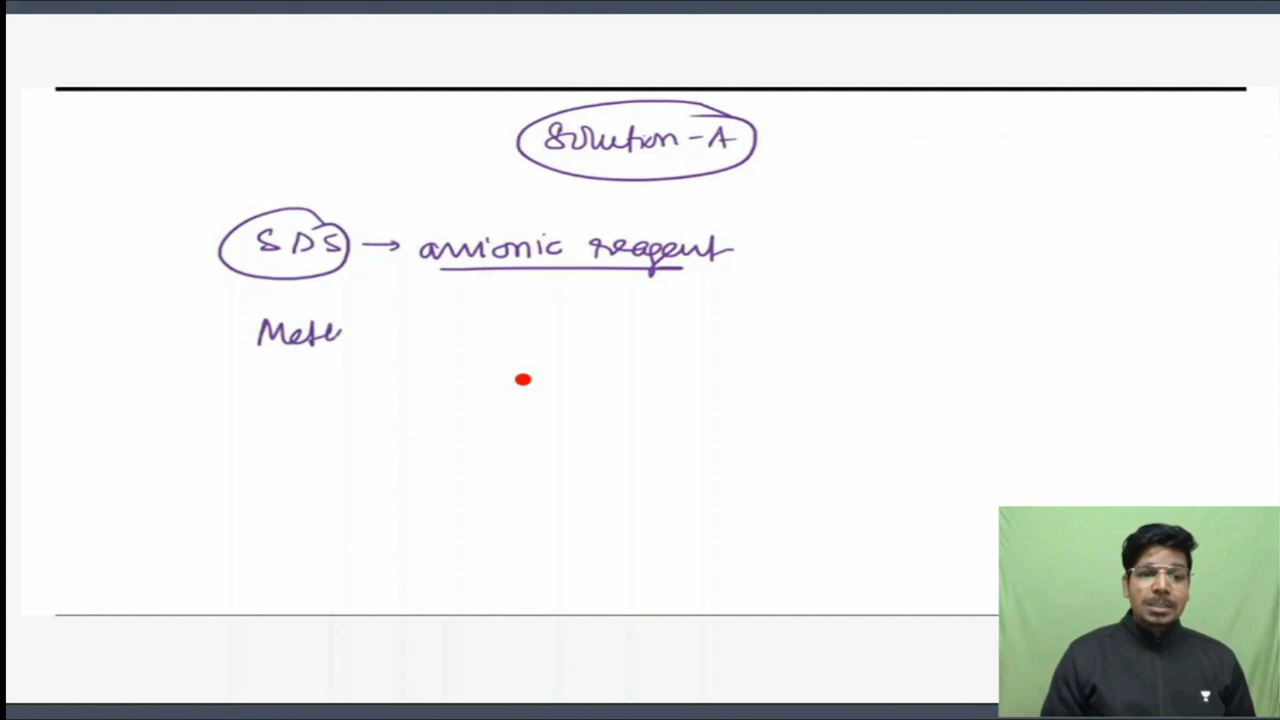 Solution-A
SDS → anionic reagent
Mete